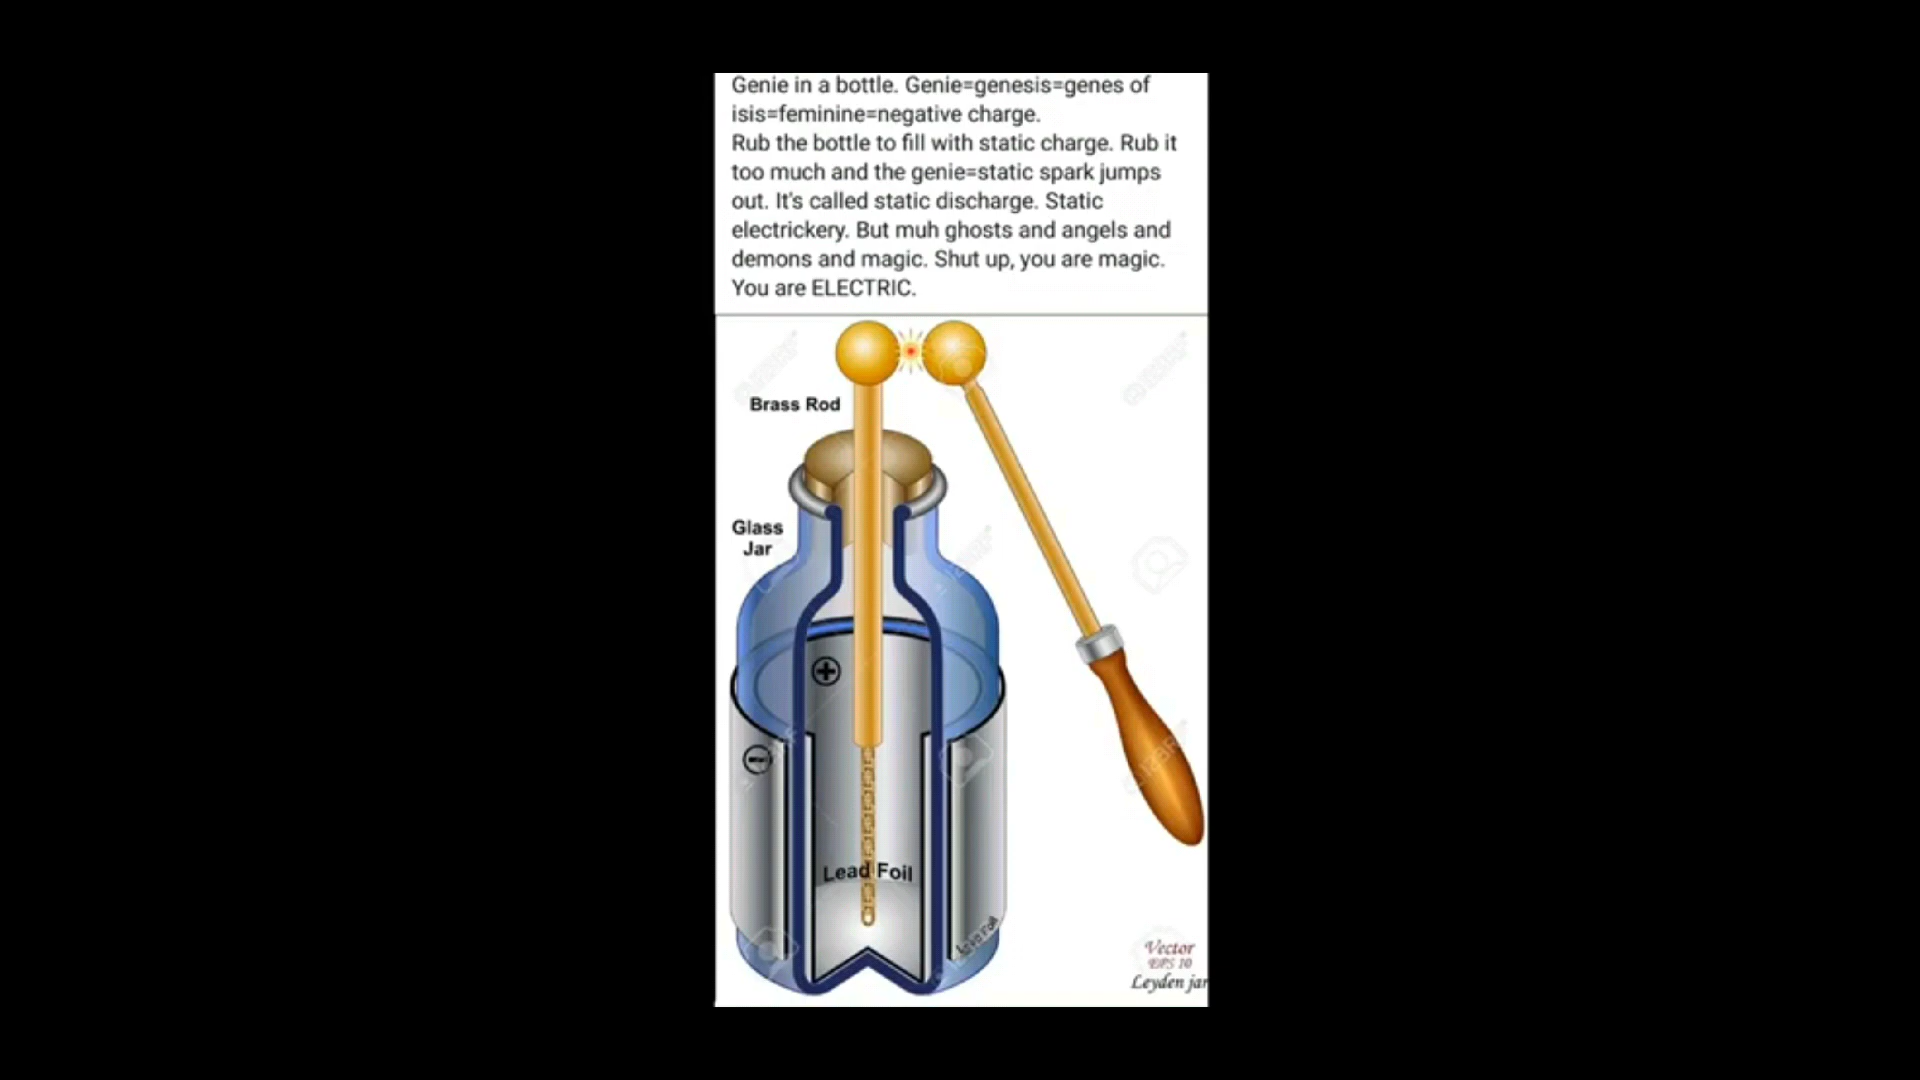 Genie in a bottle. Genie=genesis=genes of
isis=feminine=negative charge.
Rub the bottle to fill with static charge. Rub it
too much and the genie=static spark jumps
out. It's called static discharge. Static
electrickery. But muh ghosts and angels and
demons and magic. Shut up, you are magic.
You are ELECTRIC.
Brass Rod
Glass
Jar
Lead Foil
Vector
EPS 10
Leyden jar